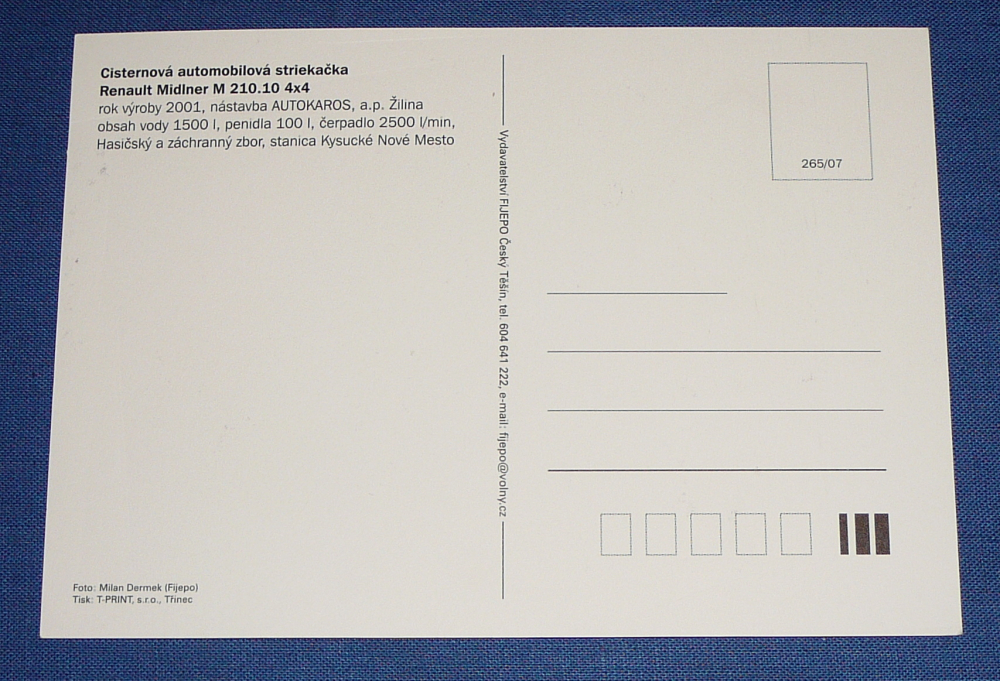 Cisternová automobilová striekačka
Renault Midlner M 210.10 4x4
rok výroby 2001, nástavba AUTOKAROS, a.p. Žilina
obsah vody 1500 l, penidla 100 l, čerpadlo 2500 l/min,
Hasičský a záchranný zbor, stanica Kysucké Nové Mesto
Foto: Milan Dermek (Fijepo)
Tisk: T-PRINT, s.r.o., Třinec
Vydavatelství FIJEPO Český Těšín, tel. 604 641 222, e-mail: fijepo@volny.cz
265/07